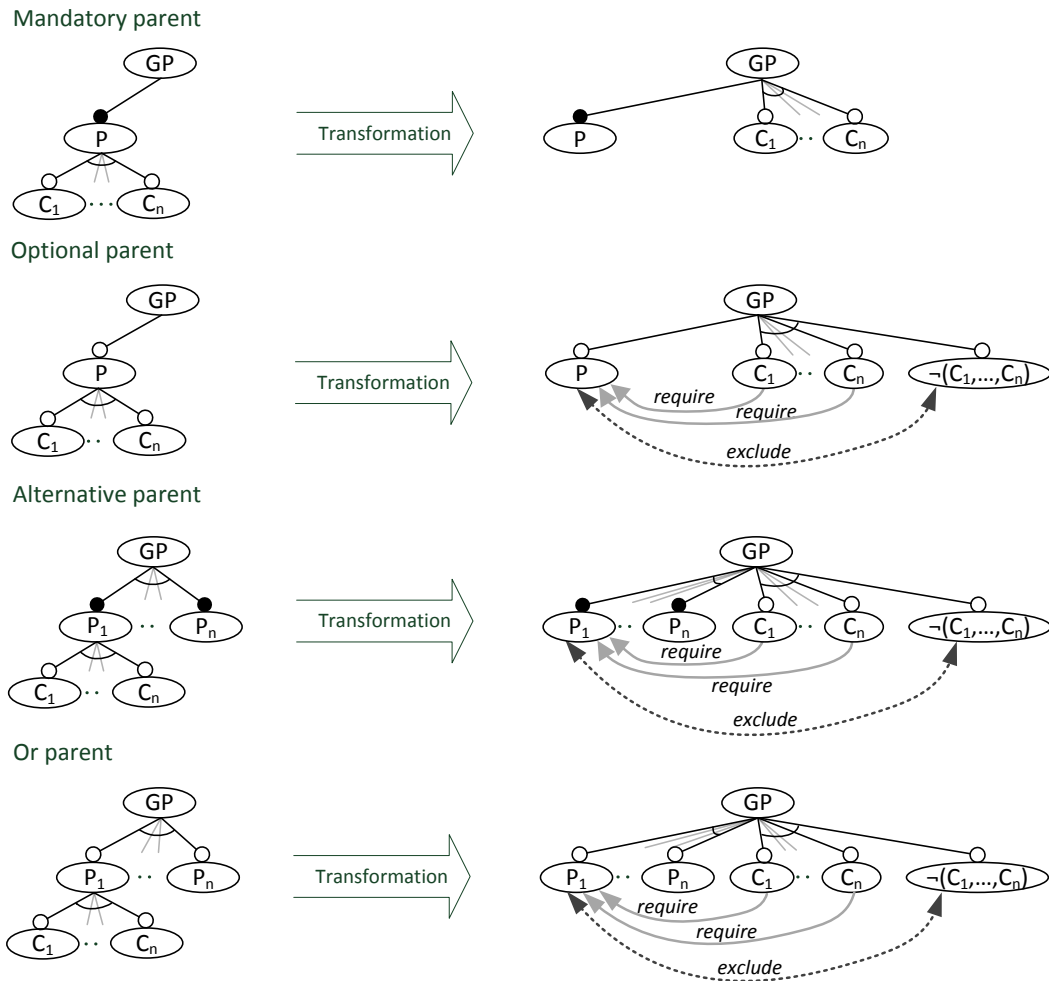 Mandatory parent
GP GP
P Transformation P C₁ ·· Cₙ
C₁ ··· Cₙ
Optional parent
GP GP
P Transformation P C₁ ·· Cₙ ¬(C₁,...,Cₙ)
require
require
C₁ ·· Cₙ
exclude
Alternative parent
GP GP
P₁ ·· Pₙ Transformation P₁ ·· Pₙ C₁ ·· Cₙ ¬(C₁,...,Cₙ)
require
C₁ ·· Cₙ require
exclude
Or parent
GP GP
P₁ ·· Pₙ Transformation P₁ ·· Pₙ C₁ ·· Cₙ ¬(C₁,...,Cₙ)
require
require
C₁ ·· Cₙ
exclude